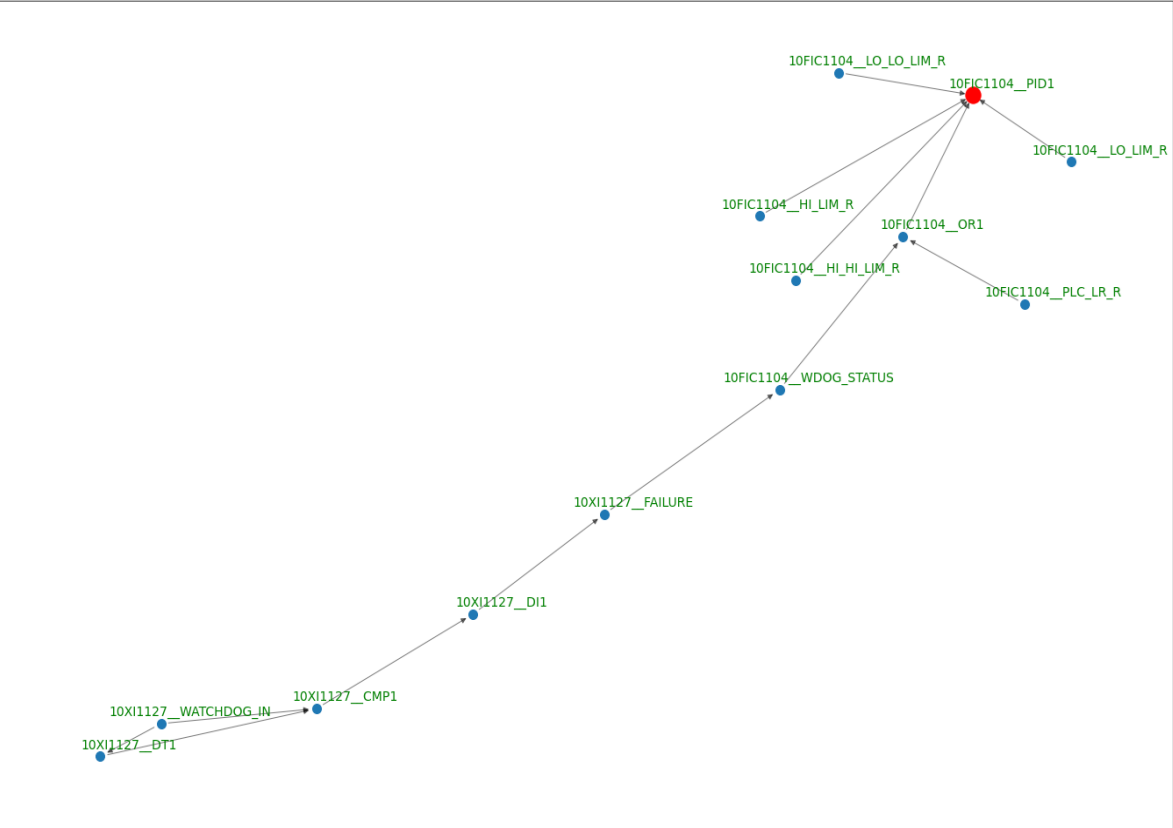 10FIC1104__LO_LO_LIM_R
10FIC1104__PID1
10FIC1104__LO_LIM_R
10FIC1104__HI_LIM_R
10FIC1104__OR1
10FIC1104__HI_HI_LIM_R
10FIC1104__PLC_LR_R
10FIC1104__WDOG_STATUS
10XI1127__FAILURE
10XI1127__DI1
10XI1127__CMP1
10XI1127__WATCHDOG_IN
10XI1127__DT1